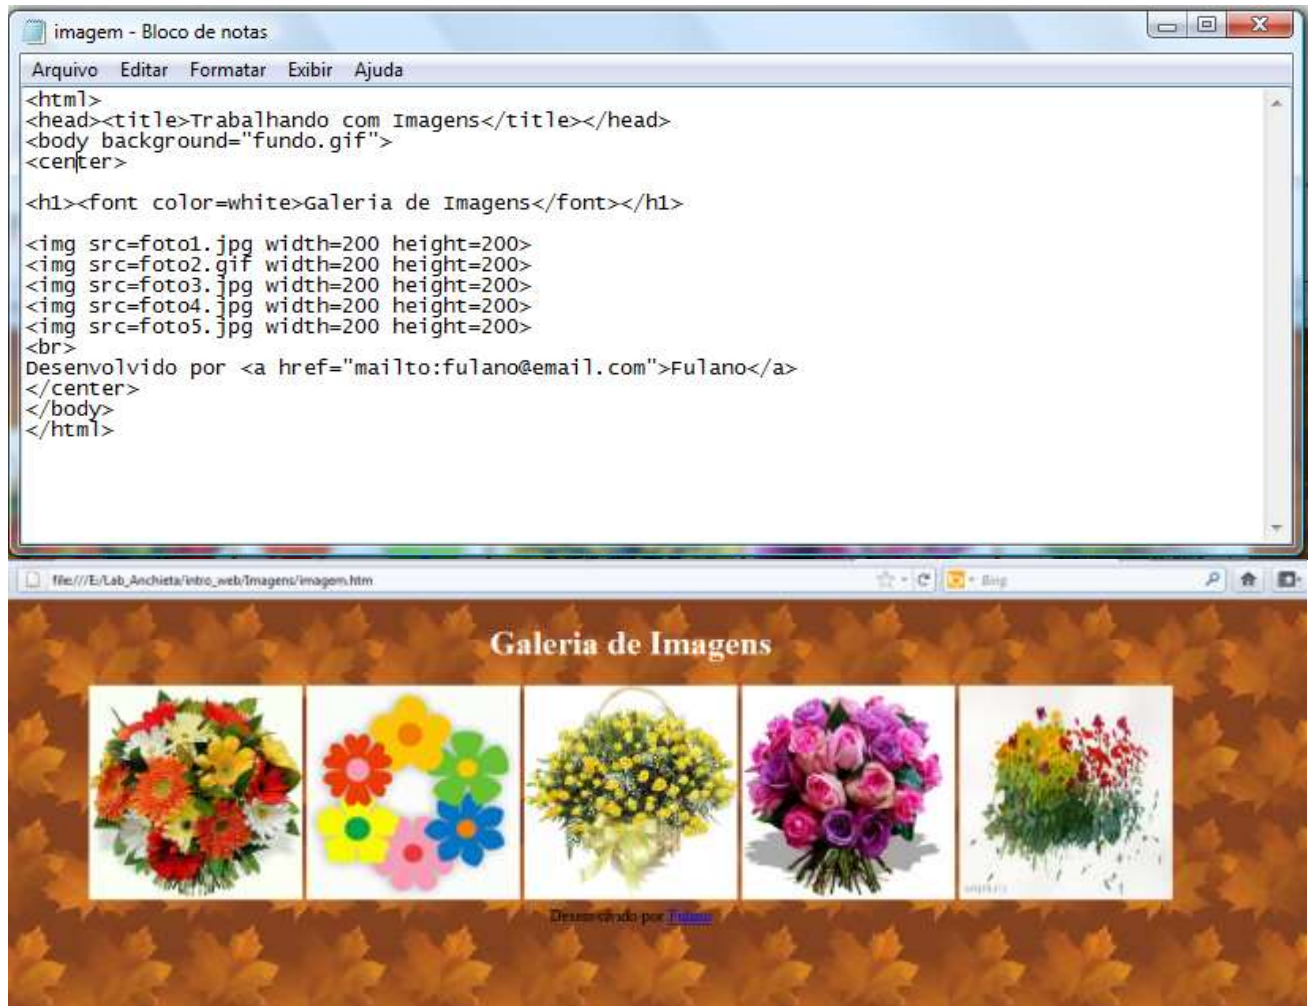 imagem - Bloco de notas
Arquivo Editar Formatar Exibir Ajuda
<html>
<head><title>Trabalhando com Imagens</title></head>
<body background="fundo.gif">
<center>
<h1><font color=white>Galeria de Imagens</font></h1>
<img src=foto1.jpg width=200 height=200>
<img src=foto2.gif width=200 height=200>
<img src=foto3.jpg width=200 height=200>
<img src=foto4.jpg width=200 height=200>
<img src=foto5.jpg width=200 height=200>
<br>
Desenvolvido por <a href="mailto:fulano@email.com">Fulano</a>
</center>
</body>
</html>
file:///E:/Lab_Anchieta/intro_web/Imagens/imagem.htm Bing
Galeria de Imagens
Desenvolvido por Fulano